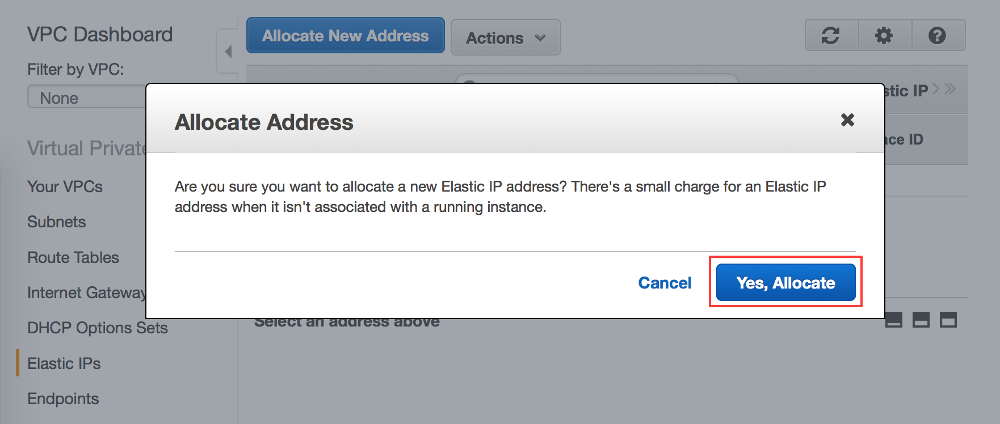 VPC Dashboard
Filter by VPC:
None
Virtual Private
Your VPCs
Subnets
Route Tables
Internet Gateway
DHCP Options Sets
Elastic IPs
Endpoints
Allocate New Address
Actions
stic IP
ace ID
Allocate Address
Are you sure you want to allocate a new Elastic IP address? There's a small charge for an Elastic IP
address when it isn't associated with a running instance.
Cancel
Yes, Allocate
Select an address above